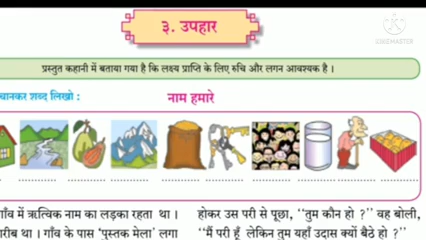 ३. उपहार
प्रस्तुत कहानी में बताया गया है कि लक्ष्य प्राप्ति के लिए रुचि और लगन आवश्यक है ।
शब्द लिखो :
नाम हमारे
में ऋत्विक नाम का लड़का रहता था ।
था । गाँव के पास ‘पुस्तक मेला’ लगा
होकर उस परी से पूछा, ‘‘तुम कौन हो ?’’ वह बोली,
‘‘मैं परी हूँ लेकिन तुम यहाँ उदास क्यों बैठे हो ?’’